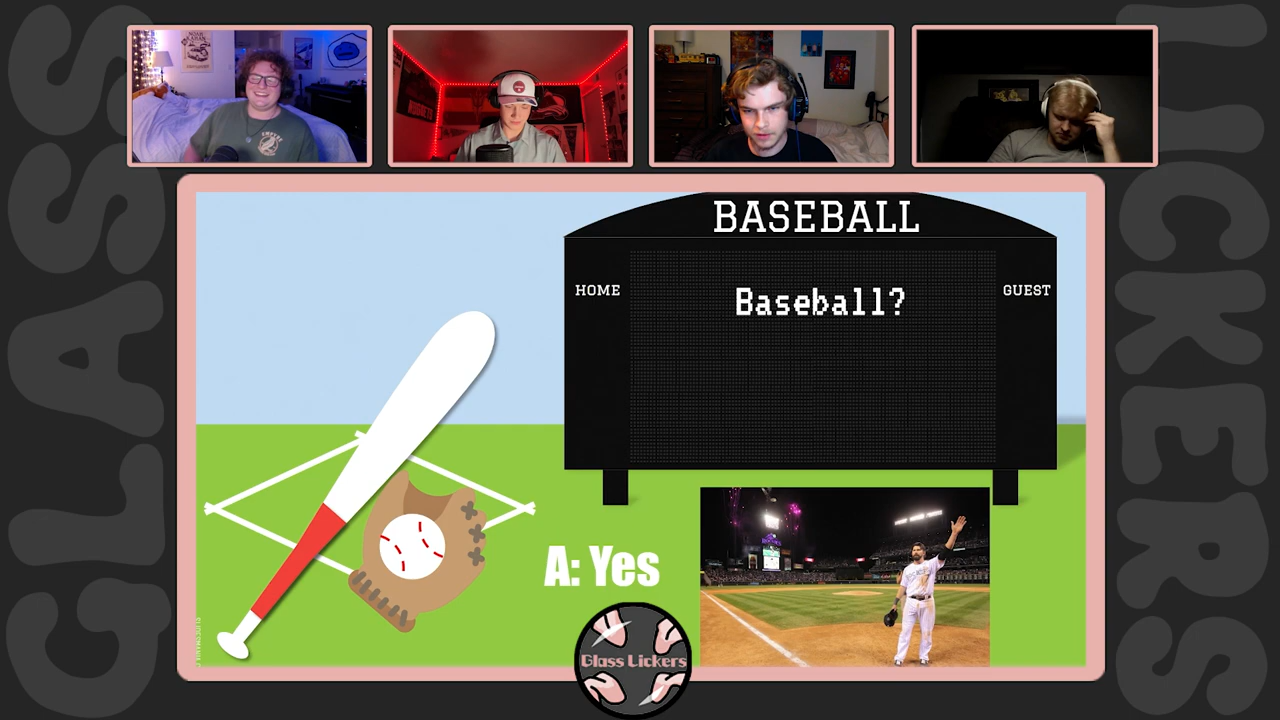 GLASS
LICKERS
BASEBALL
HOME
GUEST
Baseball?
A: Yes
Glass Lickers